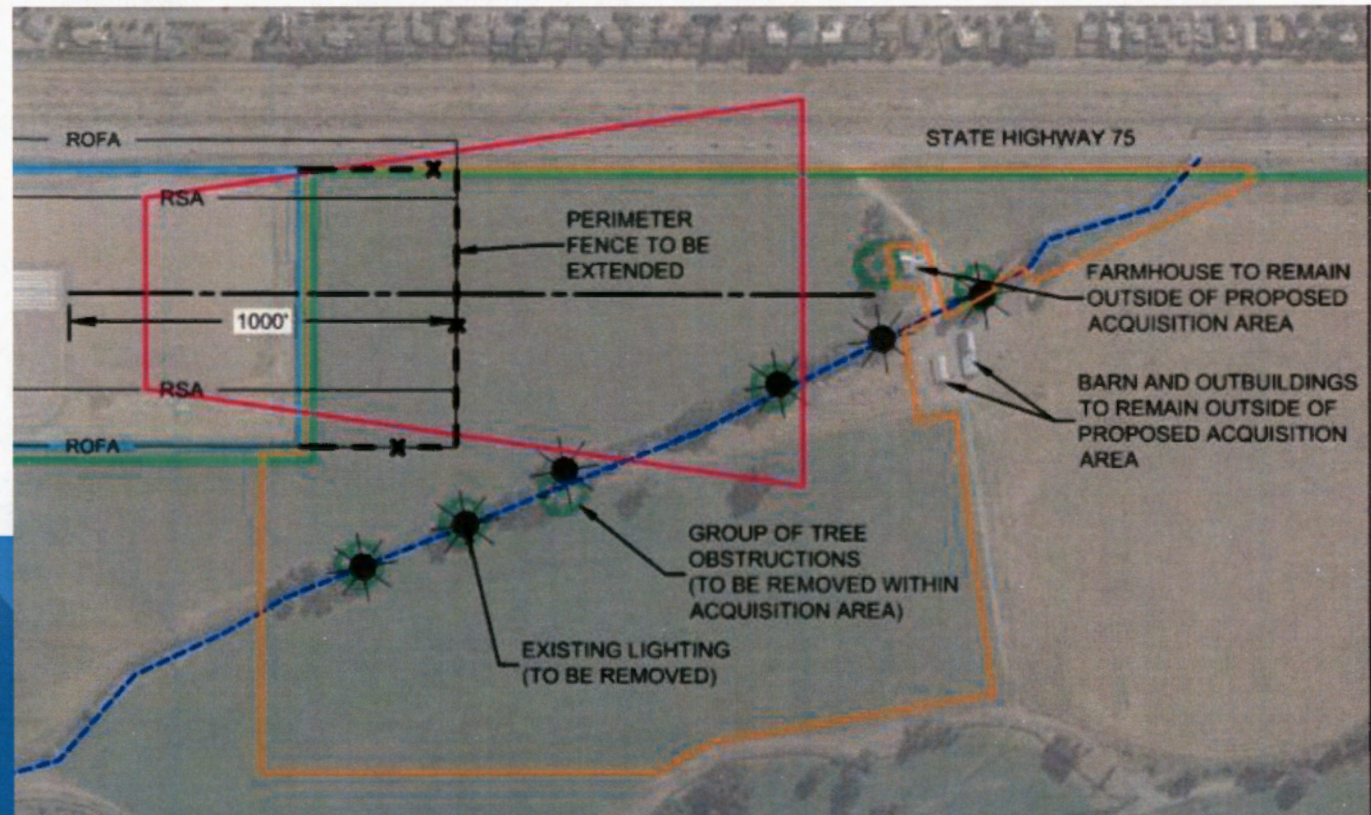 ROFA
STATE HIGHWAY 75
RSA
PERIMETER
FENCE TO BE
EXTENDED
FARMHOUSE TO REMAIN
OUTSIDE OF PROPOSED
ACQUISITION AREA
1000'
RSA
BARN AND OUTBUILDINGS
TO REMAIN OUTSIDE OF
PROPOSED ACQUISITION
AREA
ROFA
GROUP OF TREE
OBSTRUCTIONS
(TO BE REMOVED WITHIN
ACQUISITION AREA)
EXISTING LIGHTING
(TO BE REMOVED)